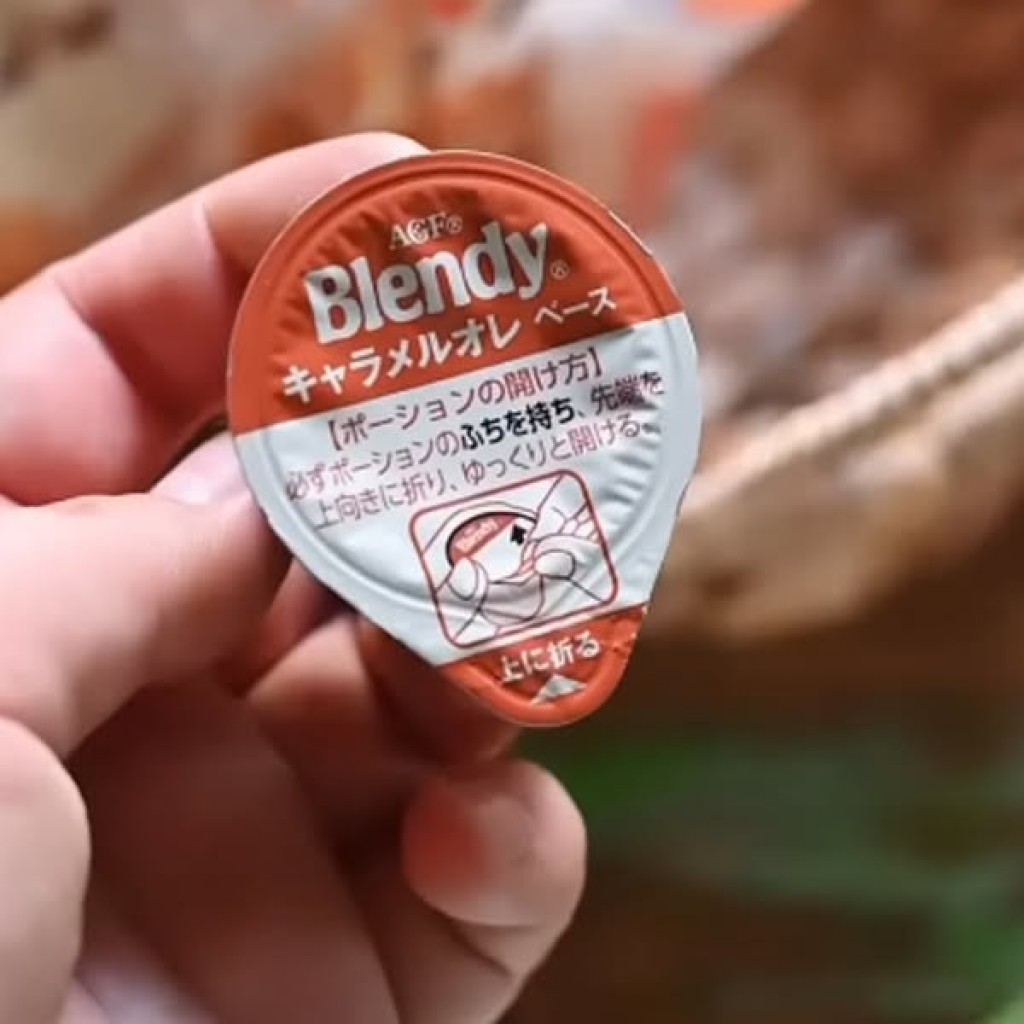 AGF®
Blendy®
キャラメルオレ ベース
【ポーションの開け方】
必ずポーションのふちを持ち、先端を
上向きに折り、ゆっくりと開ける。
Blendy
上に折る